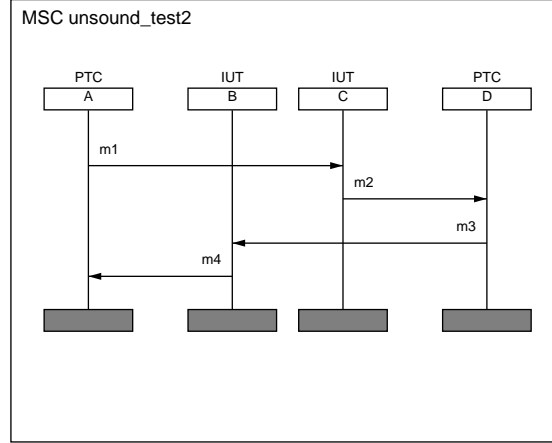 MSC unsound_test2
PTC IUT IUT PTC
A B C D
m1
m2
m3
m4